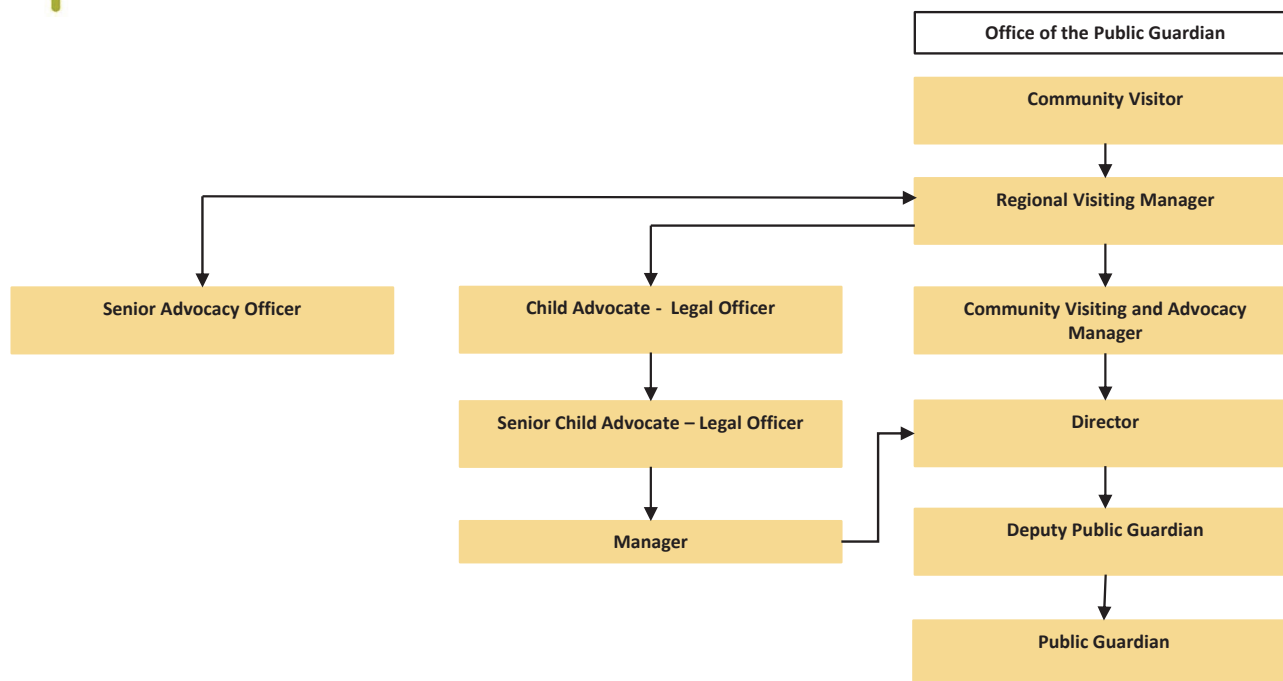 Office of the Public Guardian
Community Visitor
Regional Visiting Manager
Senior Advocacy Officer
Child Advocate - Legal Officer
Community Visiting and Advocacy
Manager
Senior Child Advocate – Legal Officer
Director
Manager
Deputy Public Guardian
Public Guardian